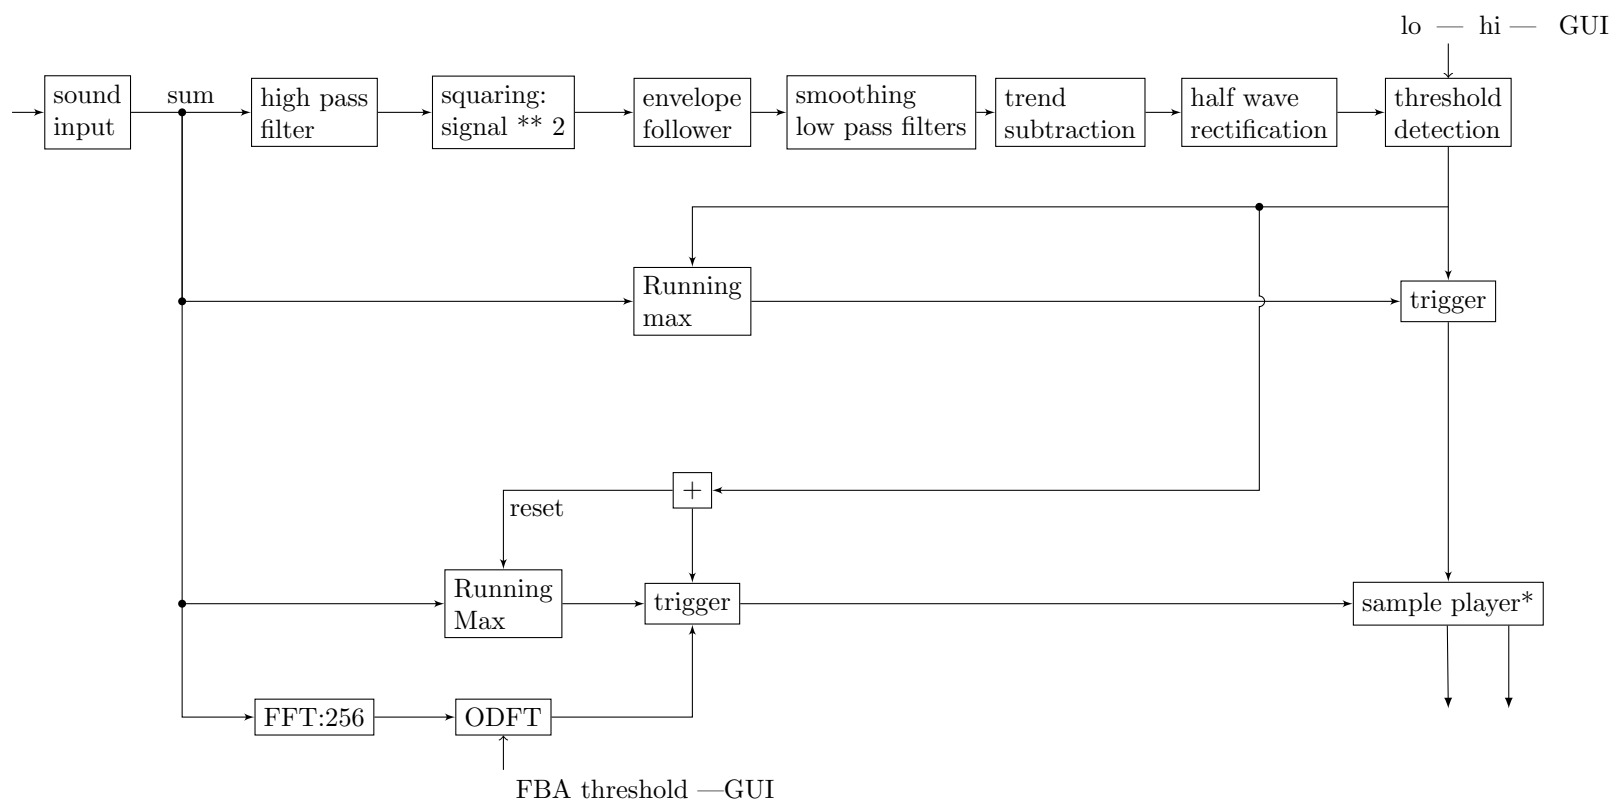 lo — hi — GUI
sum
sound
input
high pass
filter
squaring:
signal ** 2
envelope
follower
smoothing
low pass filters
trend
subtraction
half wave
rectification
threshold
detection
Running
max
trigger
+
reset
Running
Max
trigger
sample player*
FFT:256
ODFT
FBA threshold —GUI